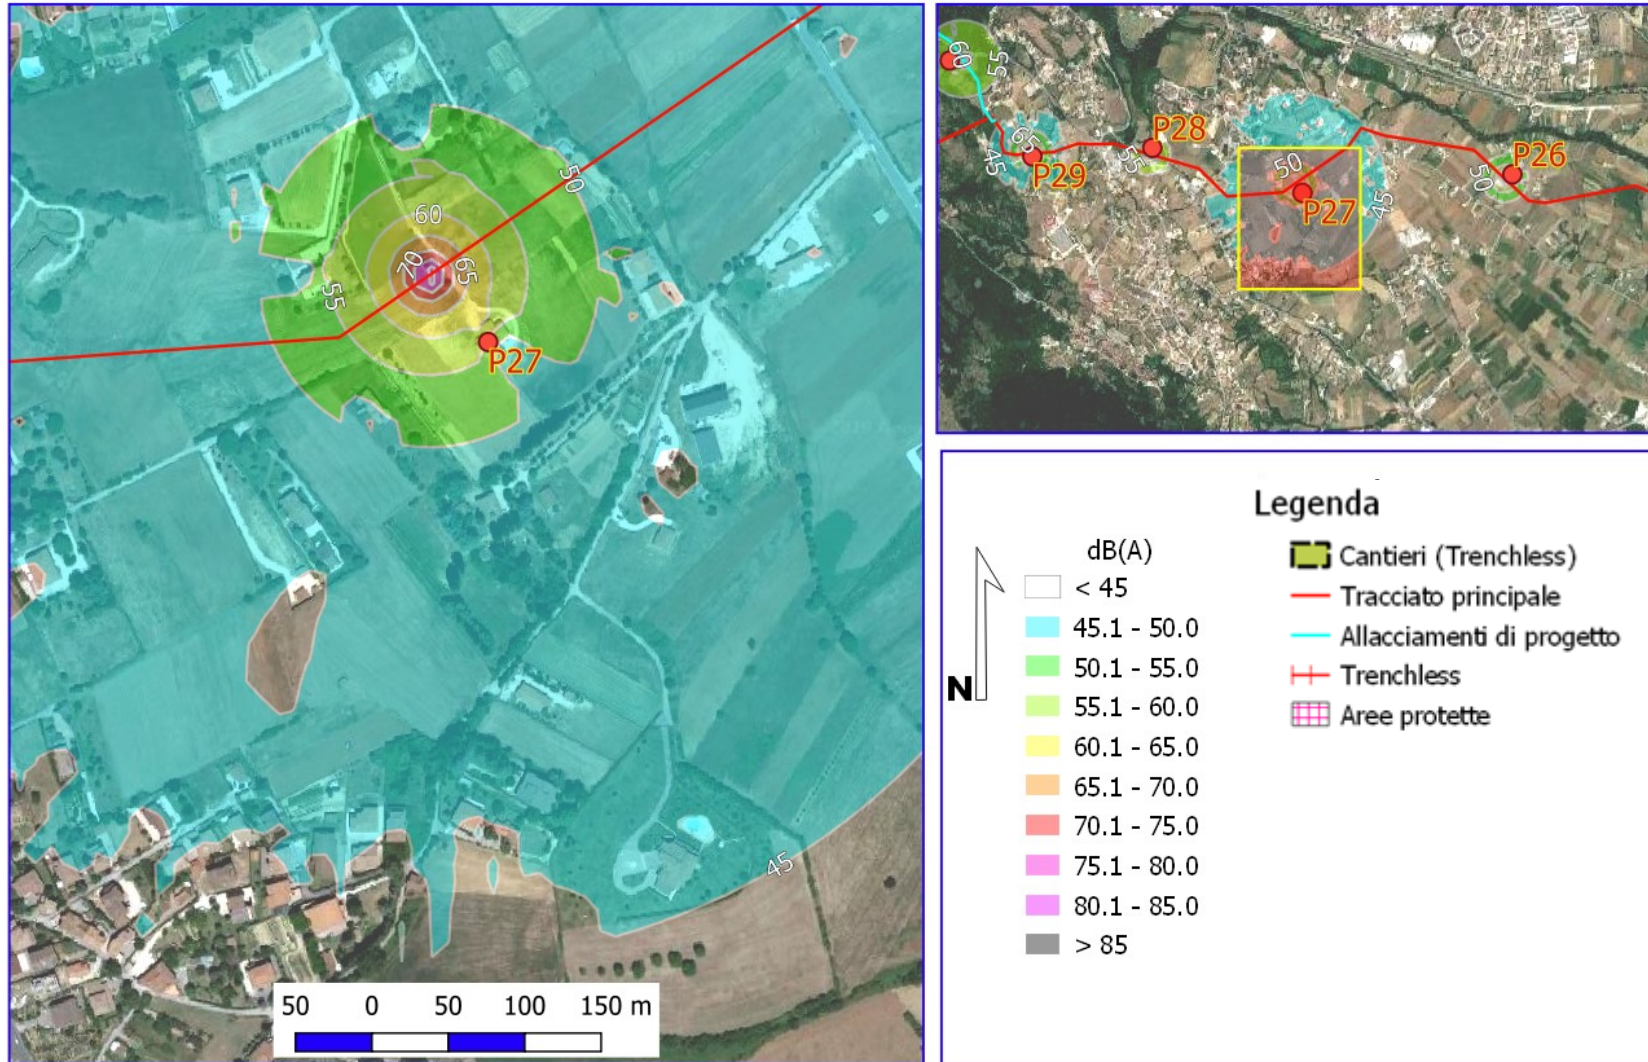 50
60
70
65
55
P27
45
50 0 50 100 150 m
60
55
65
45
P29
P28
55
50
P27
45
50
P26
Legenda
N
dB(A)
< 45
45.1 - 50.0
50.1 - 55.0
55.1 - 60.0
60.1 - 65.0
65.1 - 70.0
70.1 - 75.0
75.1 - 80.0
80.1 - 85.0
> 85
Cantieri (Trenchless)
Tracciato principale
Allacciamenti di progetto
Trenchless
Aree protette